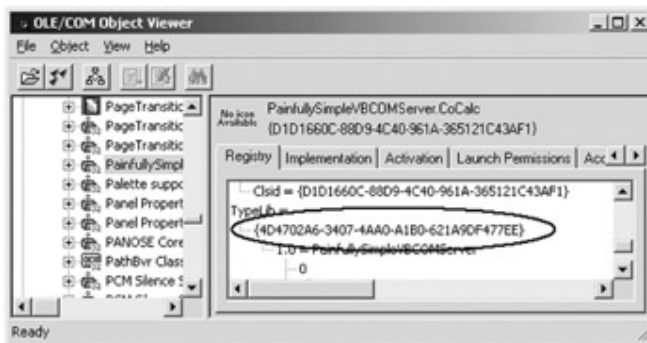 OLE/COM Object Viewer
File Object View Help
PageTransitic
PageTransitic
PageTransitic
PainfullySimpl
Palette suppc
Panel Propert
Panel Propert
PANOSE Core
PathBvr Class
PCM Silence S
No icon Available
PainfullySimpleVBCOMServer.CoCalc
{D1D1660C-88D9-4C40-961A-365121C43AF1}
Registry Implementation Activation Launch Permissions Acc
Clsid = {D1D1660C-88D9-4C40-961A-365121C43AF1}
TypeLib =
{4D4702A6-3407-4AA0-A1B0-621A9DF477EE}
1.0 = PainfullySimpleVBCOMServer
0
Ready